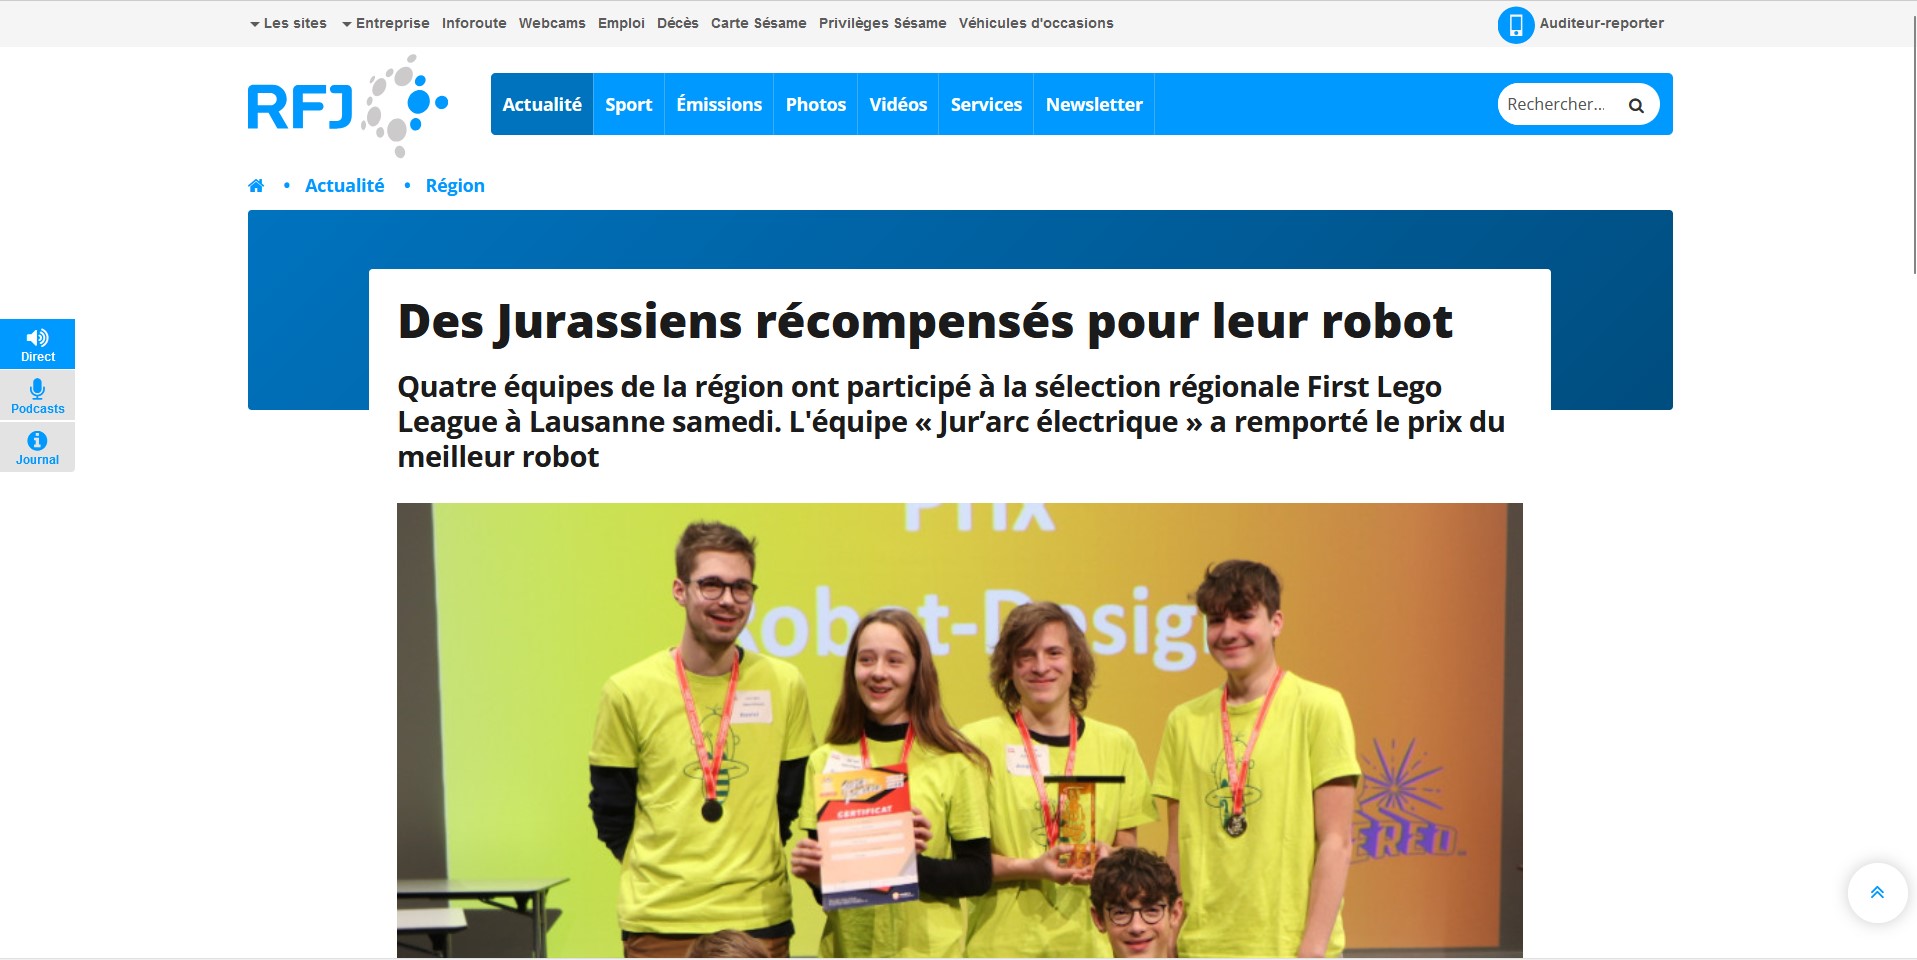 Les sites Entreprise Inforoute Webcams Emploi Décès Carte Sésame Privilèges Sésame Véhicules d'occasions Auditeur-reporter
RFJ
Actualité Sport Émissions Photos Vidéos Services Newsletter Rechercher...
Actualité • Région
Des Jurassiens récompensés pour leur robot
Quatre équipes de la région ont participé à la sélection régionale First Lego
League à Lausanne samedi. L'équipe « Jur’arc électrique » a remporté le prix du
meilleur robot
Direct
Podcasts
Journal
Prix
Robot-Design
CERTIFICAT